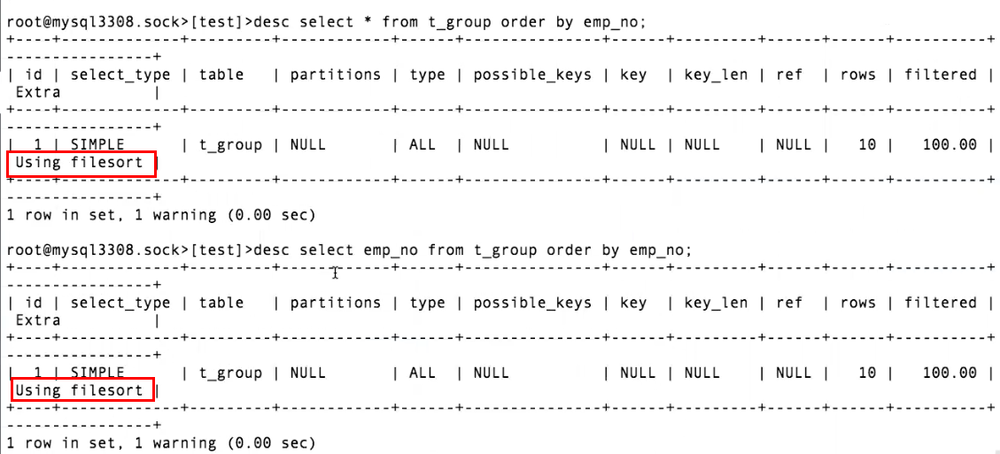 root@mysql3308.sock>[test]>desc select * from t_group order by emp_no;
+----+-------------+---------+------------+------+---------------+------+---------+------+------+----------+
----------------+
| id | select_type | table   | partitions | type | possible_keys | key  | key_len | ref  | rows | filtered |
 Extra          |
+----+-------------+---------+------------+------+---------------+------+---------+------+------+----------+
----------------+
|  1 | SIMPLE      | t_group | NULL       | ALL  | NULL          | NULL | NULL    | NULL |   10 |   100.00 |
 Using filesort |
+----+-------------+---------+------------+------+---------------+------+---------+------+------+----------+
----------------+
1 row in set, 1 warning (0.00 sec)
root@mysql3308.sock>[test]>desc select emp_no from t_group order by emp_no;
+----+-------------+---------+------------+------+---------------+------+---------+------+------+----------+
----------------+
| id | select_type | table   | partitions | type | possible_keys | key  | key_len | ref  | rows | filtered |
 Extra          |
+----+-------------+---------+------------+------+---------------+------+---------+------+------+----------+
----------------+
|  1 | SIMPLE      | t_group | NULL       | ALL  | NULL          | NULL | NULL    | NULL |   10 |   100.00 |
 Using filesort |
+----+-------------+---------+------------+------+---------------+------+---------+------+------+----------+
----------------+
1 row in set, 1 warning (0.00 sec)